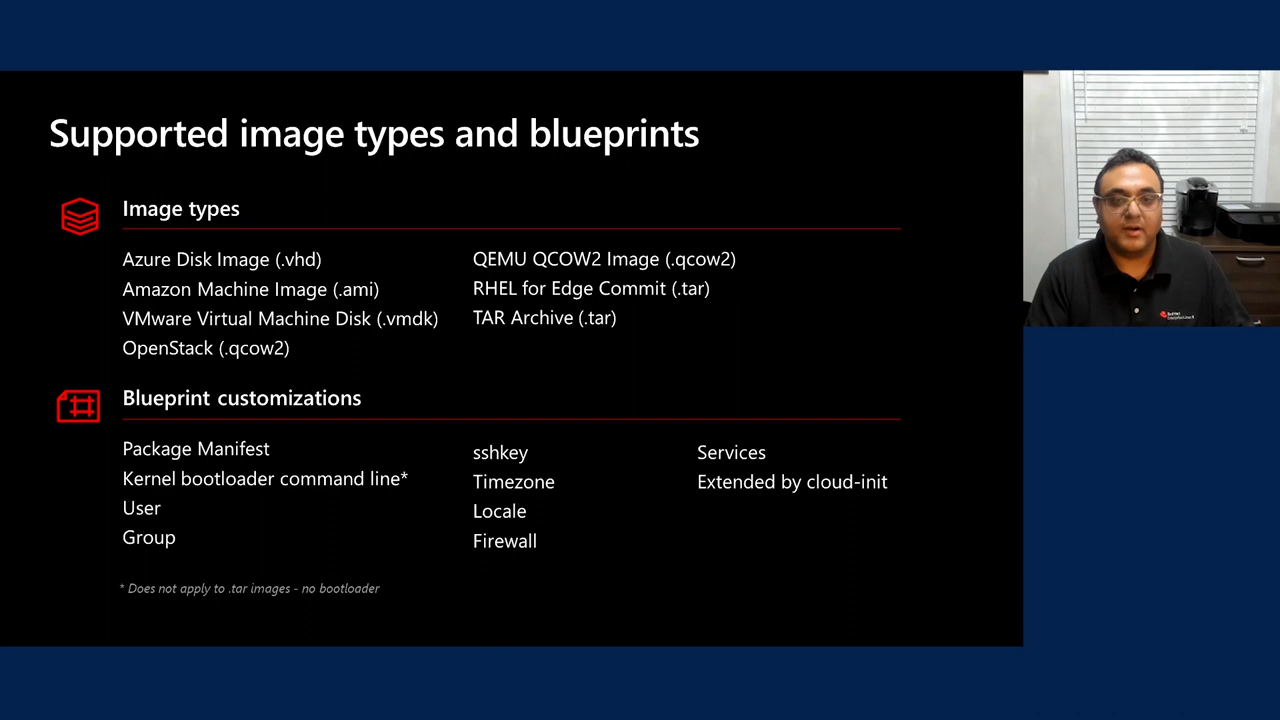 Supported image types and blueprints
Image types
Azure Disk Image (.vhd)
Amazon Machine Image (.ami)
VMware Virtual Machine Disk (.vmdk)
OpenStack (.qcow2)
QEMU QCOW2 Image (.qcow2)
RHEL for Edge Commit (.tar)
TAR Archive (.tar)
Blueprint customizations
Package Manifest
Kernel bootloader command line*
User
Group
sshkey
Timezone
Locale
Firewall
Services
Extended by cloud-init
* Does not apply to .tar images - no bootloader